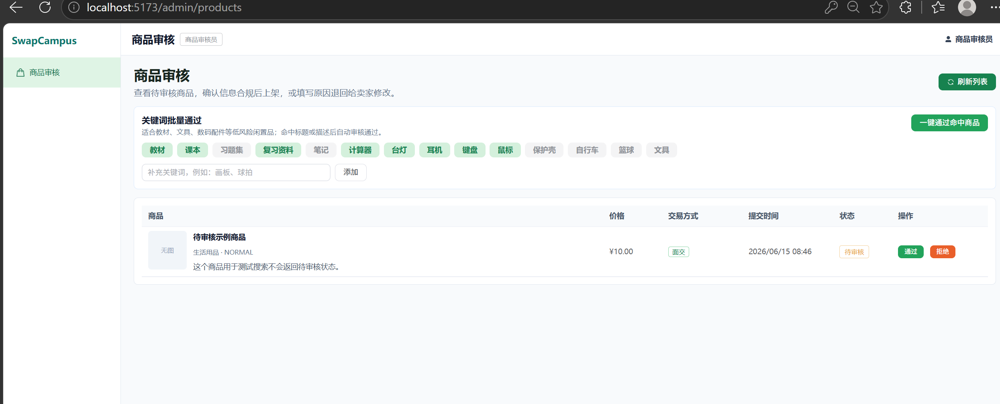 localhost:5173/admin/products
SwapCampus
商品审核
商品审核 商品审核员
商品审核员
商品审核
查看待审核商品，确认信息合规后上架，或填写原因退回给卖家修改。
刷新列表
关键词批量通过
适合教材、文具、数码配件等低风险闲置品；命中标题或描述后自动审核通过。
一键通过命中商品
教材 课本 习题集 复习资料 笔记 计算器 台灯 耳机 键盘 鼠标 保护壳 自行车 篮球 文具
补充关键词，例如：画板、球拍 添加
商品 价格 交易方式 提交时间 状态 操作
无图
待审核示例商品
生活用品 · NORMAL
这个商品用于测试搜索不会返回待审核状态。
¥10.00 面交 2026/06/15 08:46 待审核 通过 拒绝